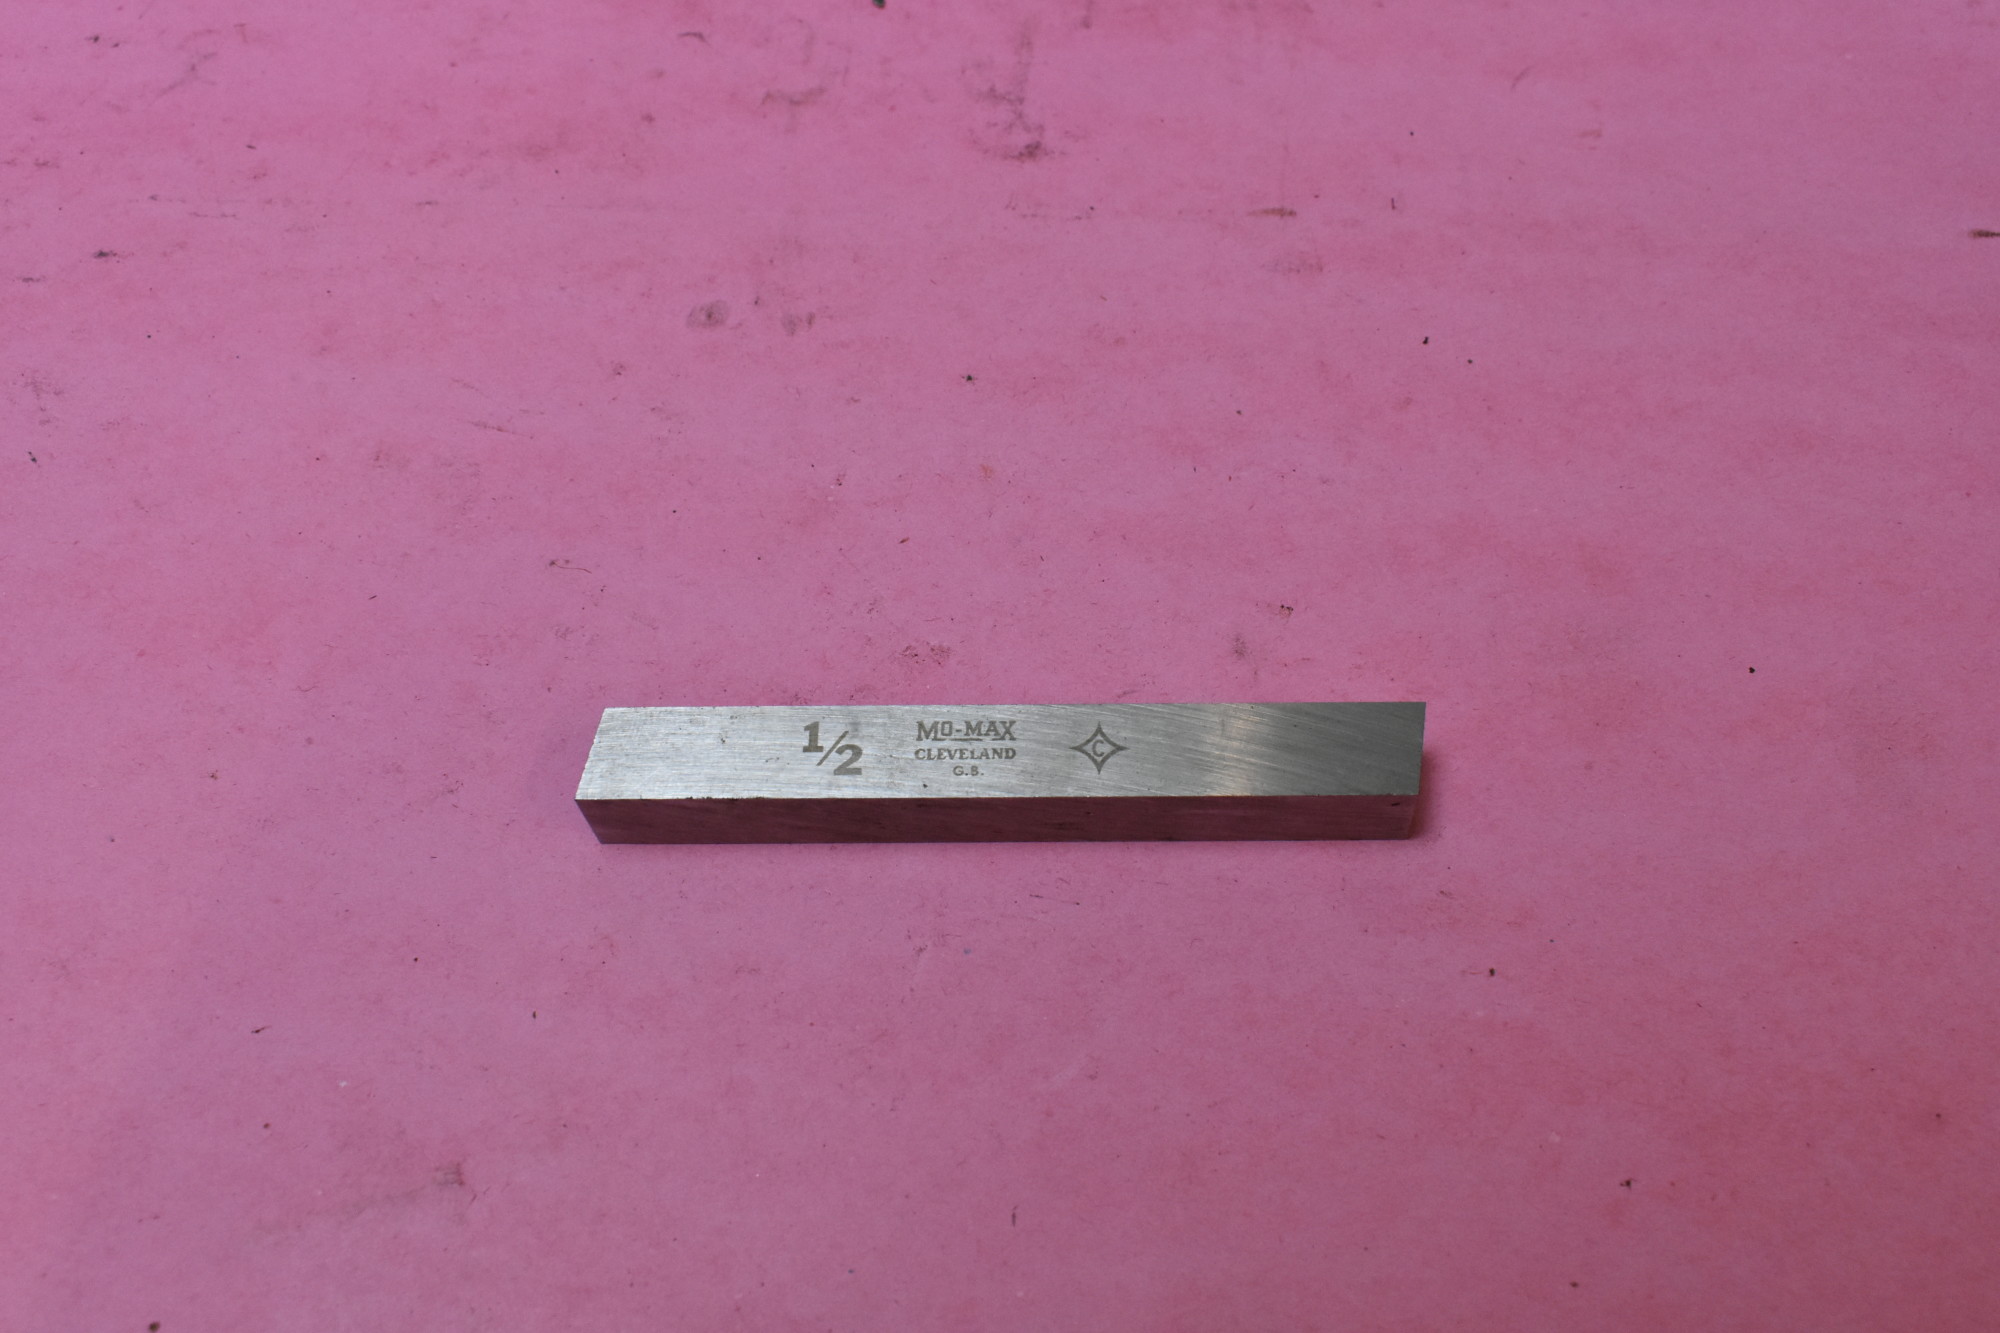 1/2
MO-MAX
CLEVELAND
G.B.
C